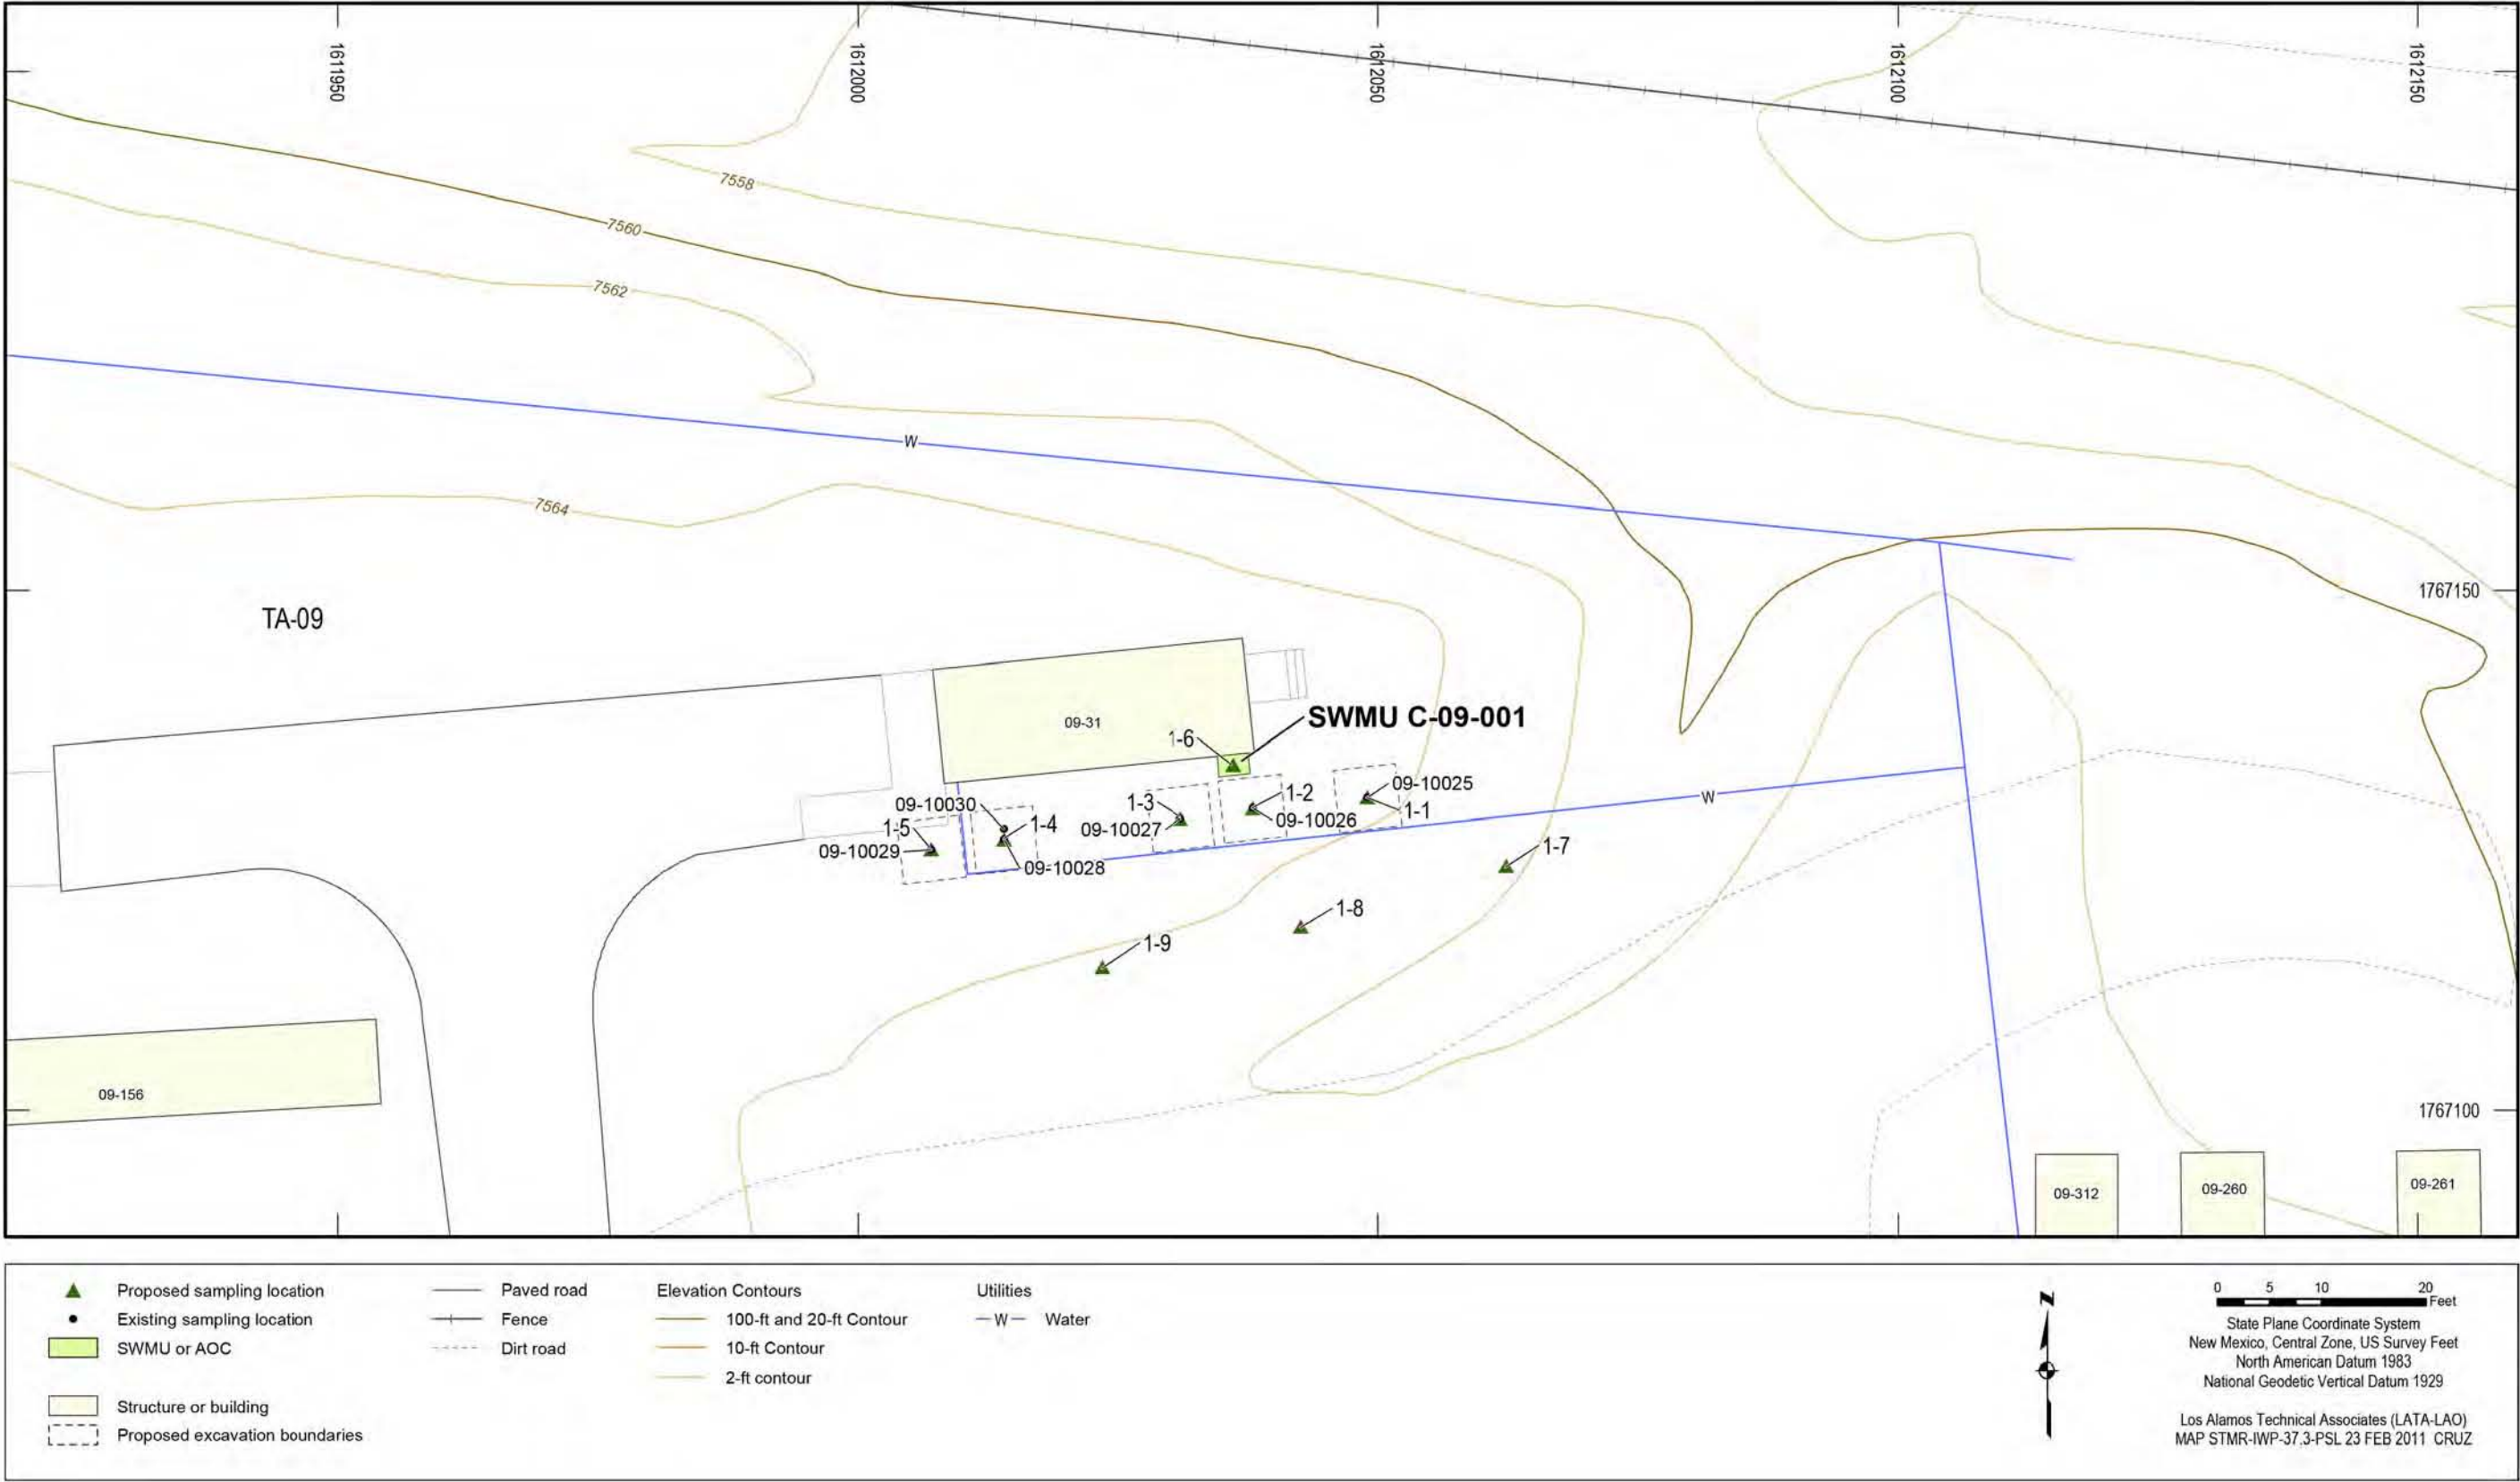 1611950
1612000
1612050
1612100
1612150
7558
7560
7562
W
7564
1767150
TA-09
SWMU C-09-001
09-31
1-6
09-10025
1-2
1-3
09-10030
W
1-1
09-10026
1-4
1-5
09-10027
1-7
09-10029
09-10028
1-8
1-9
09-156
1767100
09-312
09-260
09-261
Proposed sampling location
Existing sampling location
SWMU or AOC
Structure or building
Proposed excavation boundaries
Paved road
Fence
Dirt road
Elevation Contours
100-ft and 20-ft Contour
10-ft Contour
2-ft contour
Utilities
W Water
N
0 5 10 20
Feet
State Plane Coordinate System
New Mexico, Central Zone, US Survey Feet
North American Datum 1983
National Geodetic Vertical Datum 1929
Los Alamos Technical Associates (LATA-LAO)
MAP STMR-IWP-37.3-PSL 23 FEB 2011 CRUZ